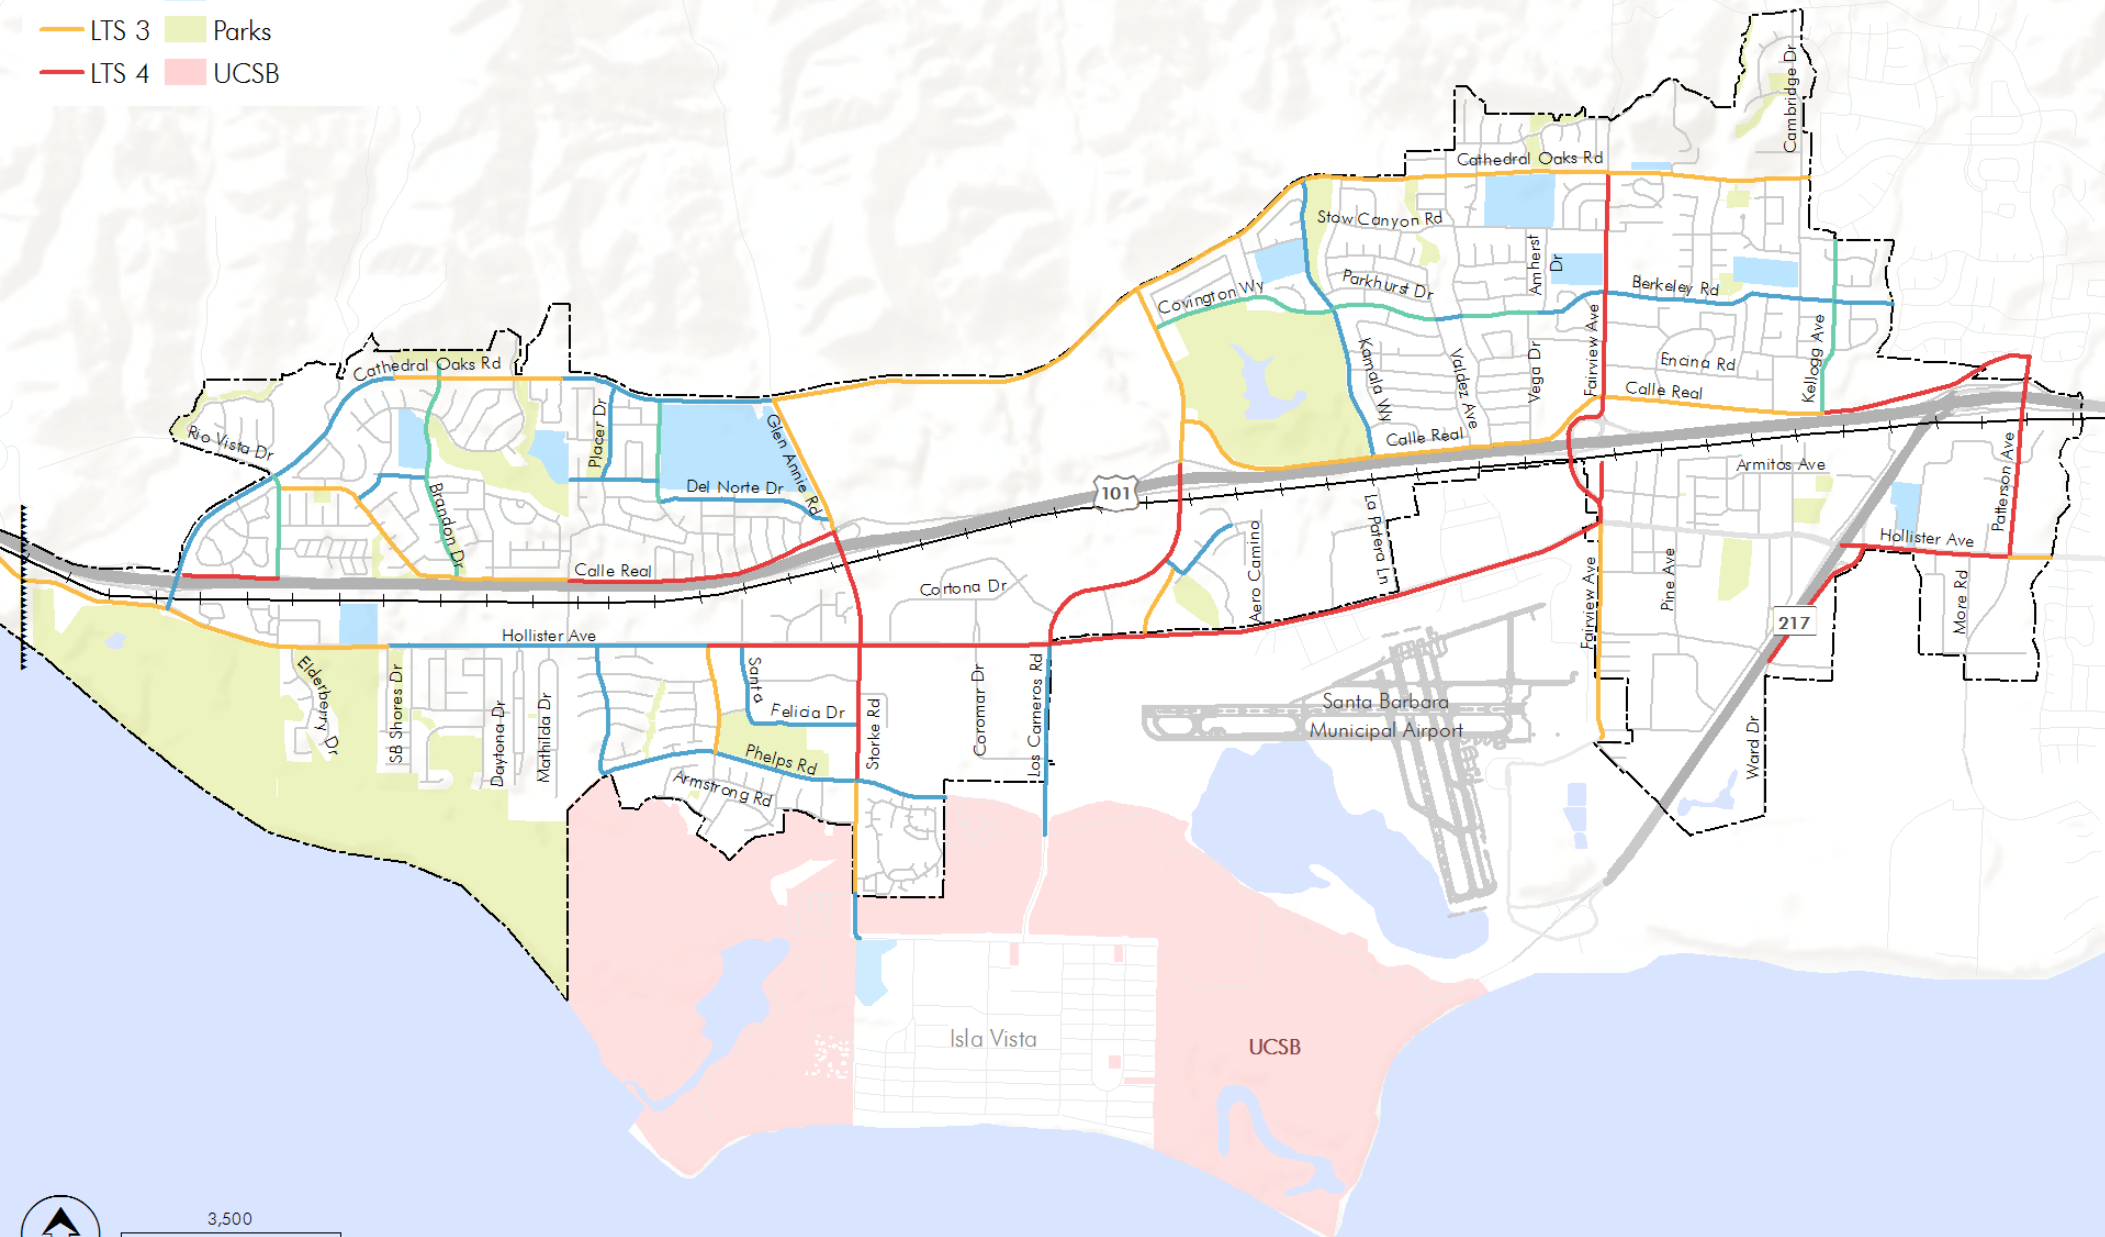 LTS 3 Parks
LTS 4 UCSB
Cambridge Dr
Cathedral Oaks Rd
Stow Canyon Rd
Amherst
Dr
Parkhurst Dr
Berkeley Rd
Covington Wy
Fairview Ave
Kellogg Ave
Kamala Wy
Valdez Ave
Vega Dr
Encina Rd
Calle Real
Cathedral Oaks Rd
Rio Vista Dr
Placer Dr
Glen Annie Rd
Calle Real
Del Norte Dr
Brandon Dr
101
Armitos Ave
Patterson Ave
La Patera Ln
Aero Camino
Hollister Ave
Calle Real
Cortona Dr
Fairview Ave
Pine Ave
More Rd
217
Hollister Ave
Elderberry Dr
SB Shores Dr
Daytona Dr
Mathilda Dr
Santa
Felicia Dr
Storke Rd
Coromar Dr
Los Carneros Rd
Santa Barbara
Municipal Airport
Ward Dr
Phelps Rd
Armstrong Rd
Isla Vista
UCSB
3,500